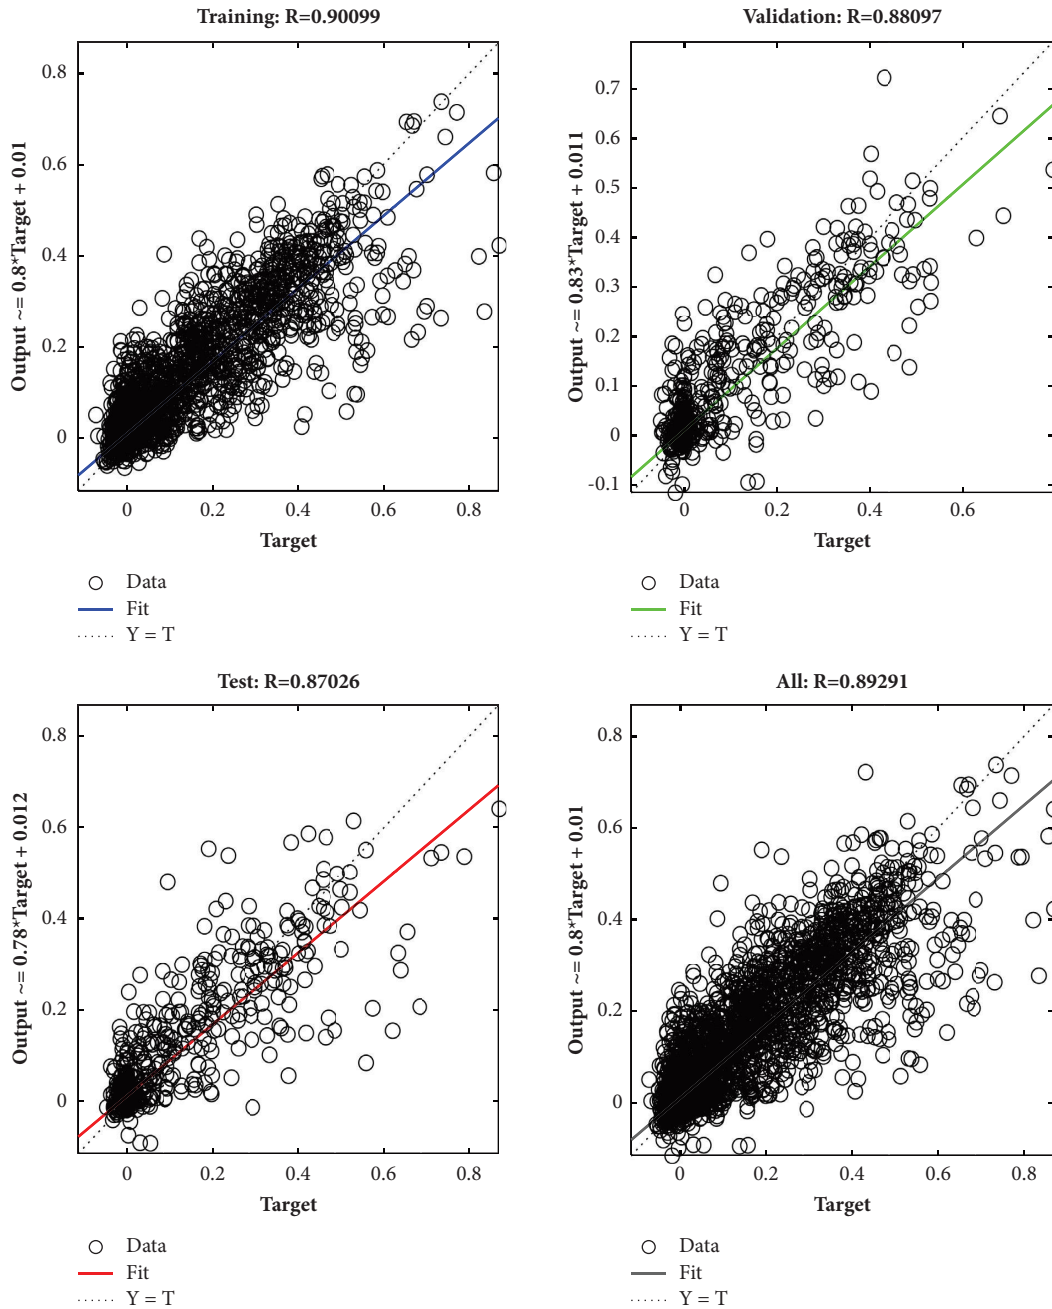 Training: R=0.90099
Output ~= 0.8*Target + 0.01
0.8
0.6
0.4
0.2
0
0 0.2 0.4 0.6 0.8
Target
Data
Fit
Y = T
Validation: R=0.88097
Output ~= 0.83*Target + 0.011
0.7
0.6
0.5
0.4
0.3
0.2
0.1
0
-0.1
0 0.2 0.4 0.6
Target
Data
Fit
Y = T
Test: R=0.87026
Output ~= 0.78*Target + 0.012
0.8
0.6
0.4
0.2
0
0 0.2 0.4 0.6 0.8
Target
Data
Fit
Y = T
All: R=0.89291
Output ~= 0.8*Target + 0.01
0.8
0.6
0.4
0.2
0
0 0.2 0.4 0.6 0.8
Target
Data
Fit
Y = T